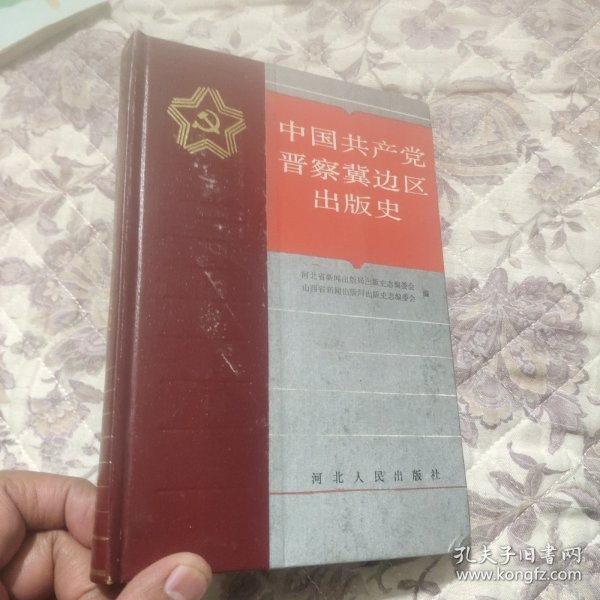 中国共产党
晋察冀边区
出版史
河北省新闻出版局出版史志编委会
山西省新闻出版局出版史志编委会
编
河北人民出版社
孔夫子旧书网
www.kongfz.com